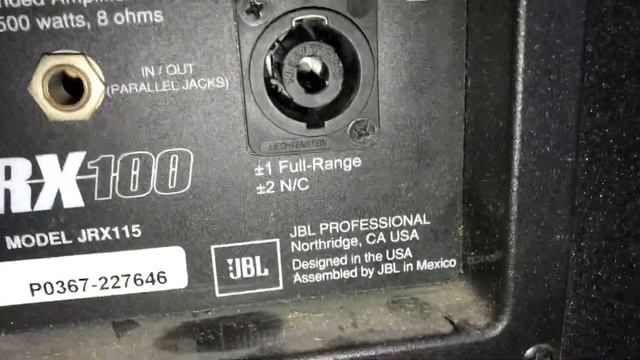 500 watts, 8 ohms
IN / OUT
(PARALLEL JACKS)
LIECHTENSTEIN
±1 Full-Range
±2 N/C
RX100
MODEL JRX115
P0367-227646
JBL
JBL PROFESSIONAL
Northridge, CA USA
Designed in the USA
Assembled by JBL in Mexico